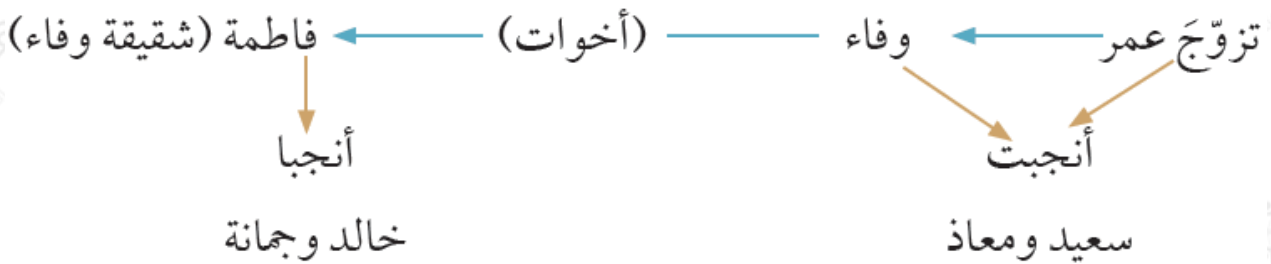 تزوّجَ عمر وفاء (أخوات) فاطمة (شقيقة وفاء)
أنجبت أنجبا
سعيد ومعاذ خالد وجمانة